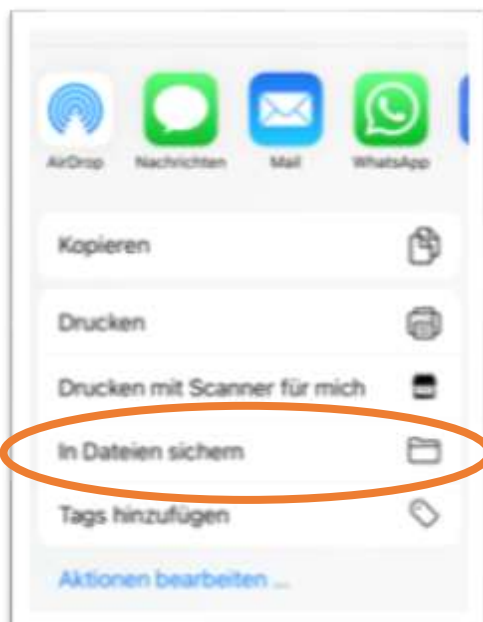 AirDrop Nachrichten Mail WhatsApp
Kopieren
Drucken
Drucken mit Scanner für mich
In Dateien sichern
Tags hinzufügen
Aktionen bearbeiten ...